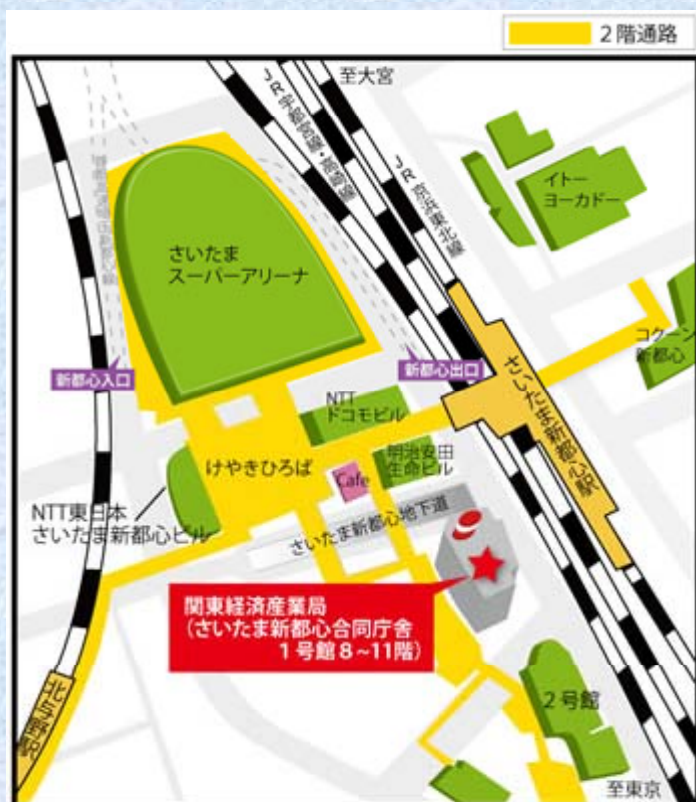 ２階通路
至大宮
JR宇都宮線・高崎線
JR京浜東北線
イトー
ヨーカドー
さいたま
スーパーアリーナ
コクーン
新都心
新都心入口
新都心出口
さいたま新都心駅
NTT
ドコモビル
けやきひろば
明治安田
生命ビル
Cafe
NTT東日本
さいたま新都心ビル
さいたま新都心地下道
関東経済産業局
（さいたま新都心合同庁舎
１号館８~11階）
２号館
北与野駅
至東京